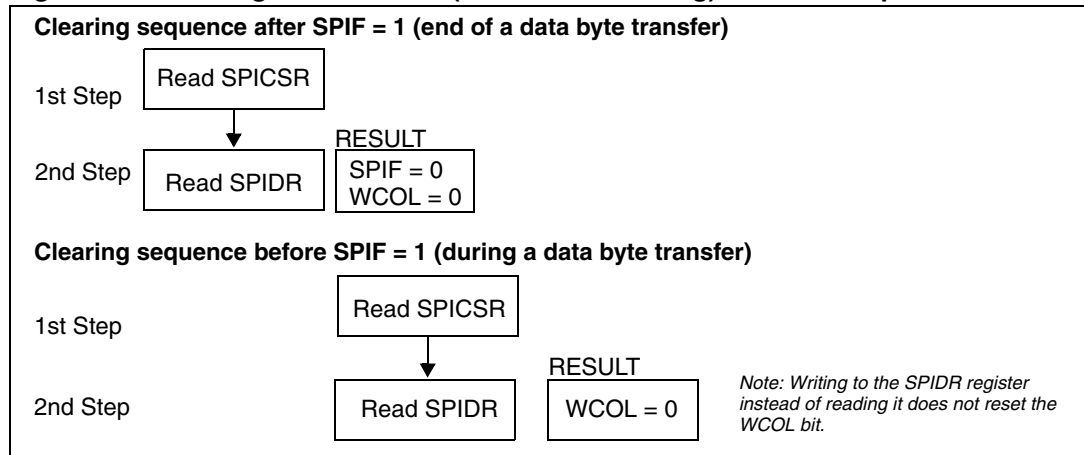 Clearing sequence after SPIF = 1 (end of a data byte transfer)
1st Step
Read SPICSR
2nd Step
Read SPIDR
RESULT
SPIF = 0
WCOL = 0
Clearing sequence before SPIF = 1 (during a data byte transfer)
1st Step
Read SPICSR
2nd Step
Read SPIDR
RESULT
WCOL = 0
Note: Writing to the SPIDR register
instead of reading it does not reset the
WCOL bit.